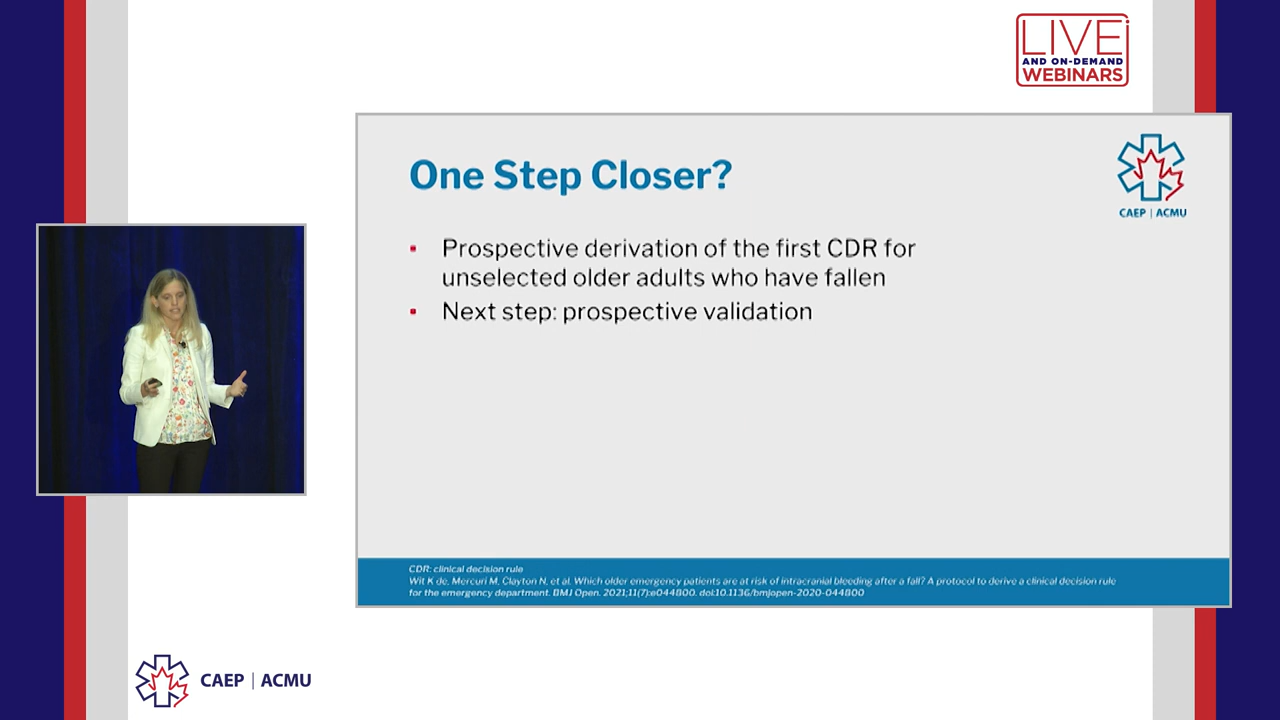 LIVE
AND ON-DEMAND
WEBINARS
One Step Closer?
CAEP | ACMU
• Prospective derivation of the first CDR for
unselected older adults who have fallen
• Next step: prospective validation
CDR: clinical decision rule
Wit K de, Mercuri M, Clayton N, et al. Which older emergency patients are at risk of intracranial bleeding after a fall? A protocol to derive a clinical decision rule
for the emergency department. BMJ Open. 2021;11(7):e044800. doi:10.1136/bmjopen-2020-044800
CAEP | ACMU